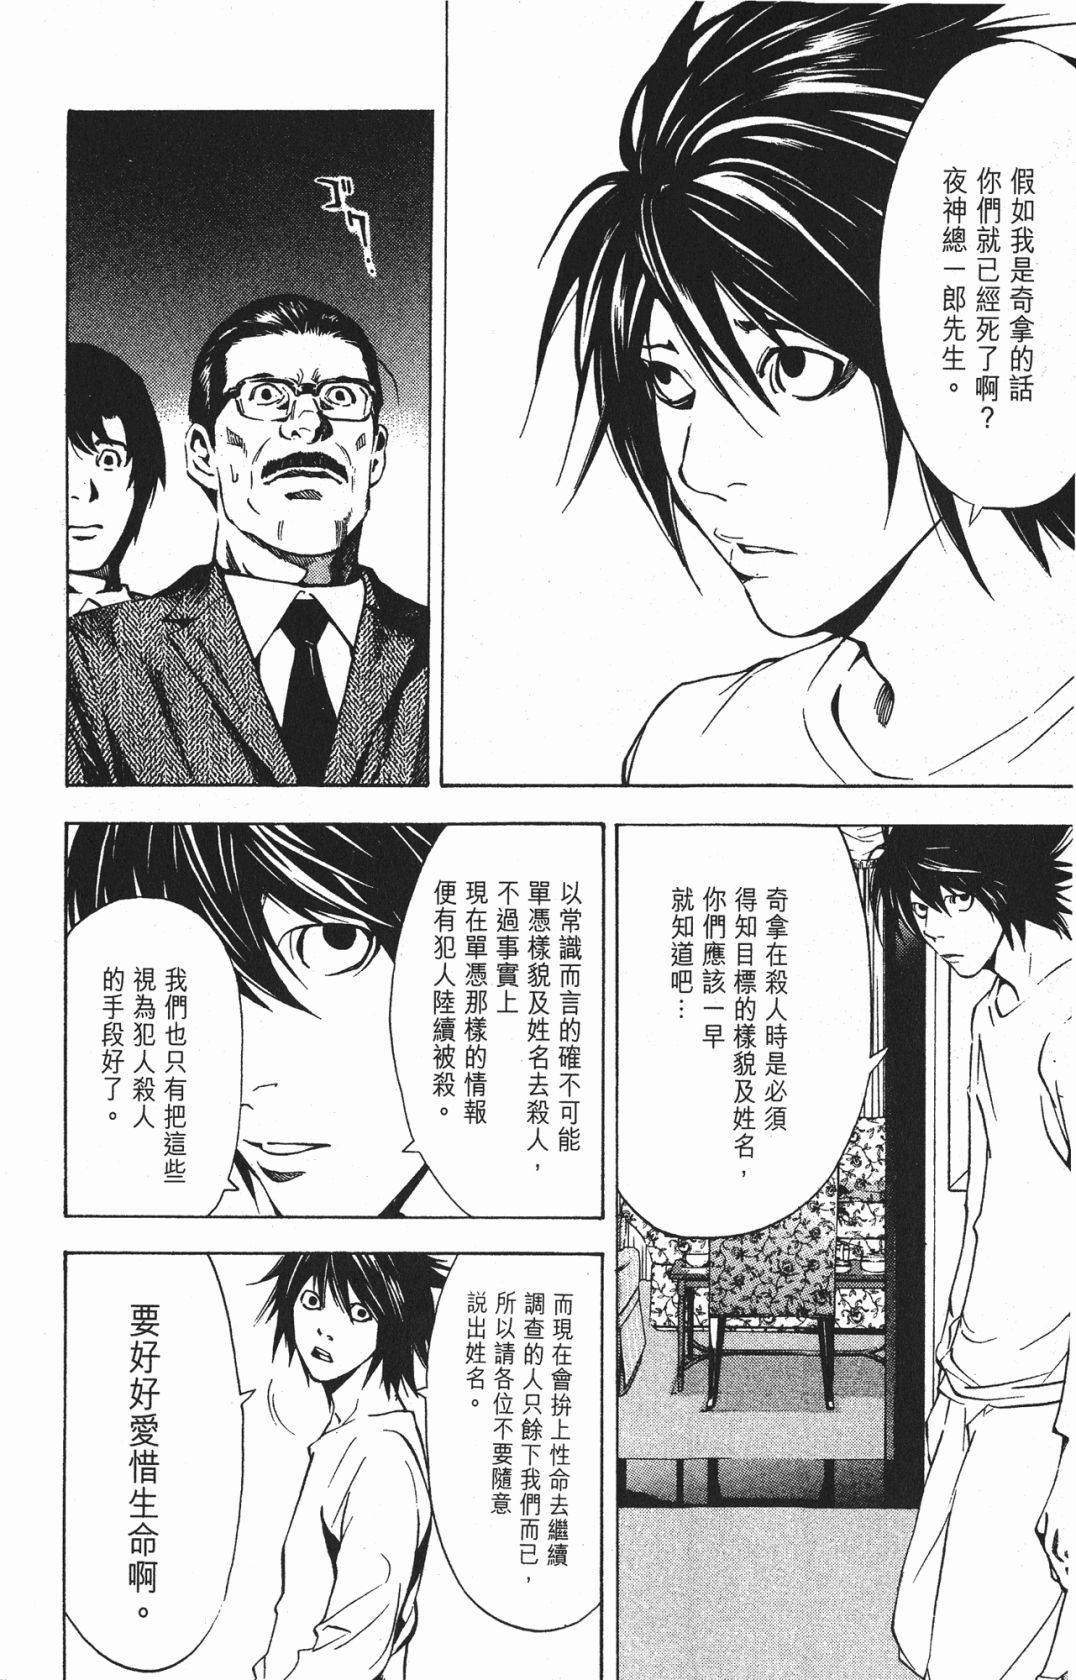 假如我是奇拿的話
你們就已經死了啊?
夜神總一郎先生。
ゴクッ…
奇拿在殺人時是必須
得知目標的樣貌及姓名,
你們應該一早
就知道吧…
以常識而言的確不可能
單憑樣貌及姓名去殺人,
不過事實上
現在單憑那樣的情報
便有犯人陸續被殺。
我們也只有把這些
視為犯人殺人
的手段好了。
而現在會拚上性命去繼續
調查的人只餘下我們而已,
所以請各位不要隨意
説出姓名。
要好好愛惜生命啊。